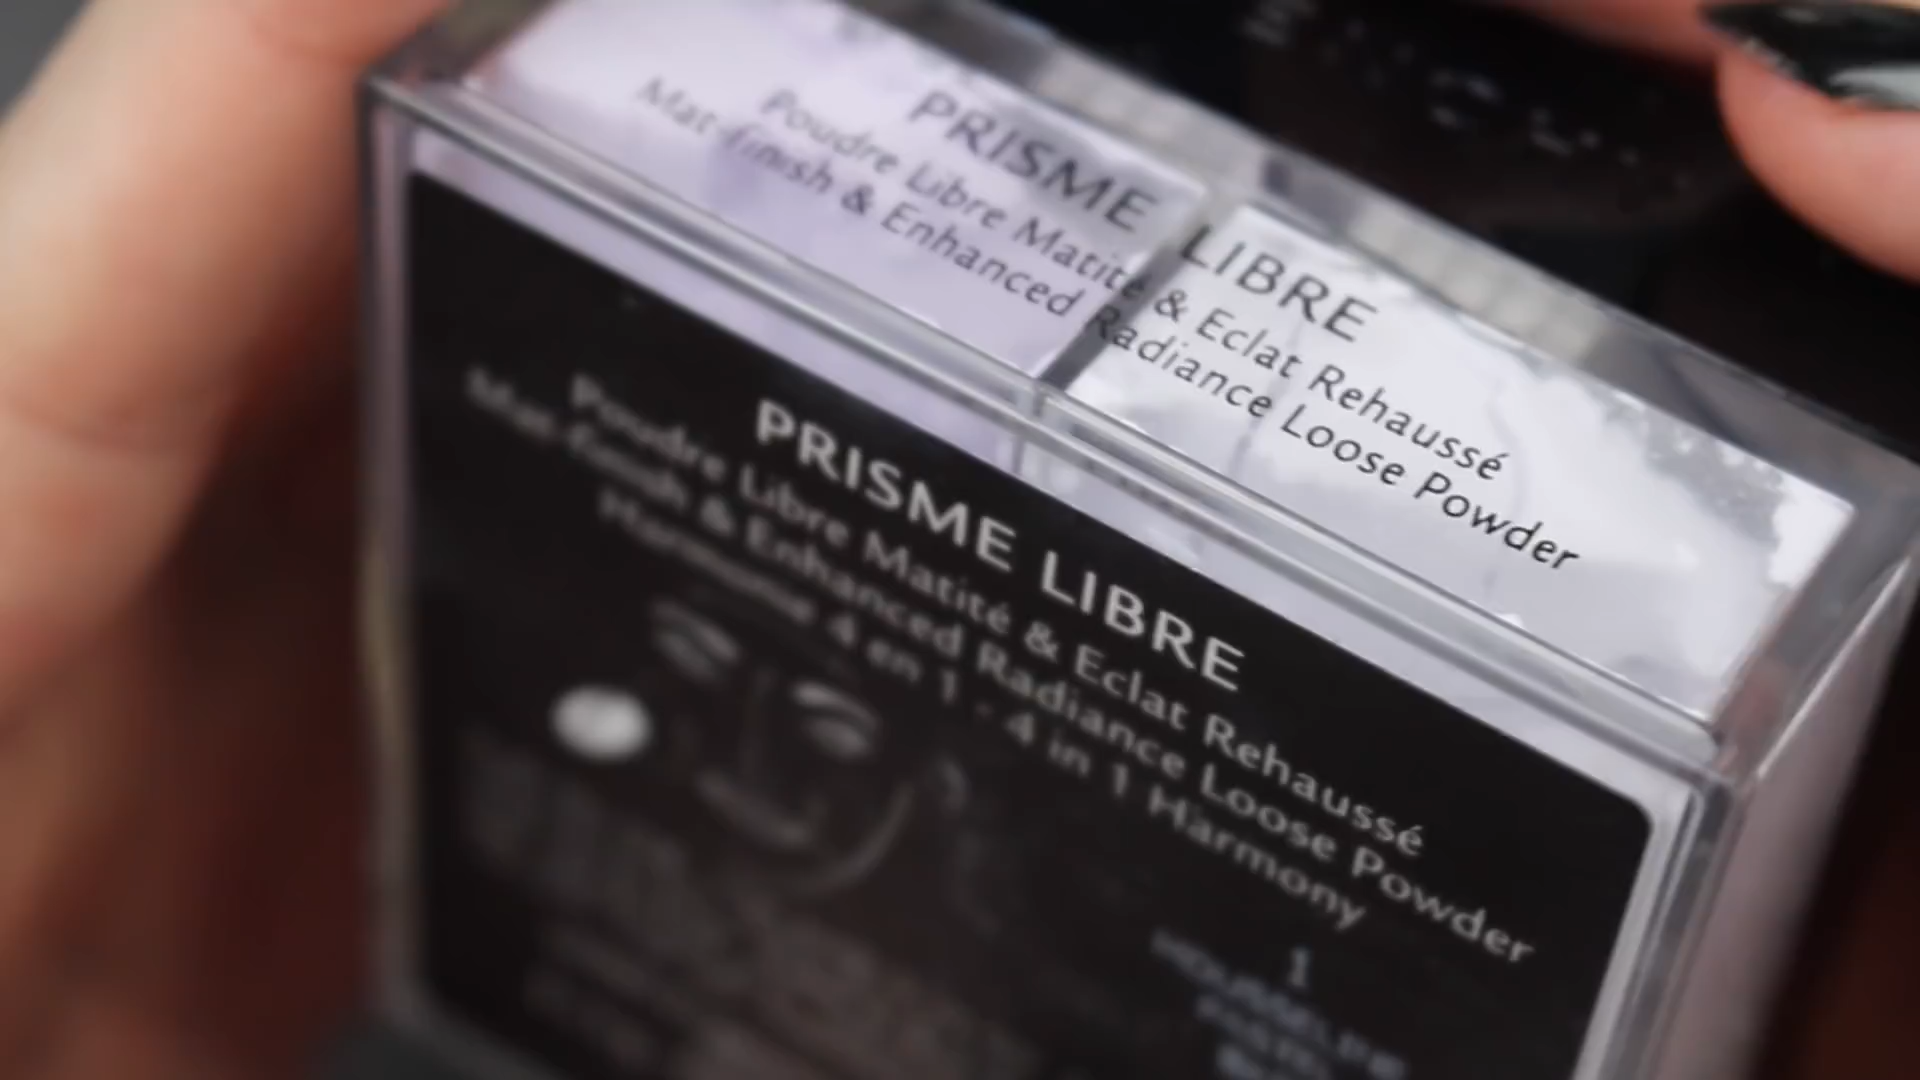 PRISME LIBRE
Poudre Libre Matité & Eclat Rehaussé
Mat-finish & Enhanced Radiance Loose Powder
PRISME LIBRE
Poudre Libre Matité & Eclat Rehaussé
Mat-finish & Enhanced Radiance Loose Powder
Harmonie 4 en 1 - 4 in 1 Harmony
1